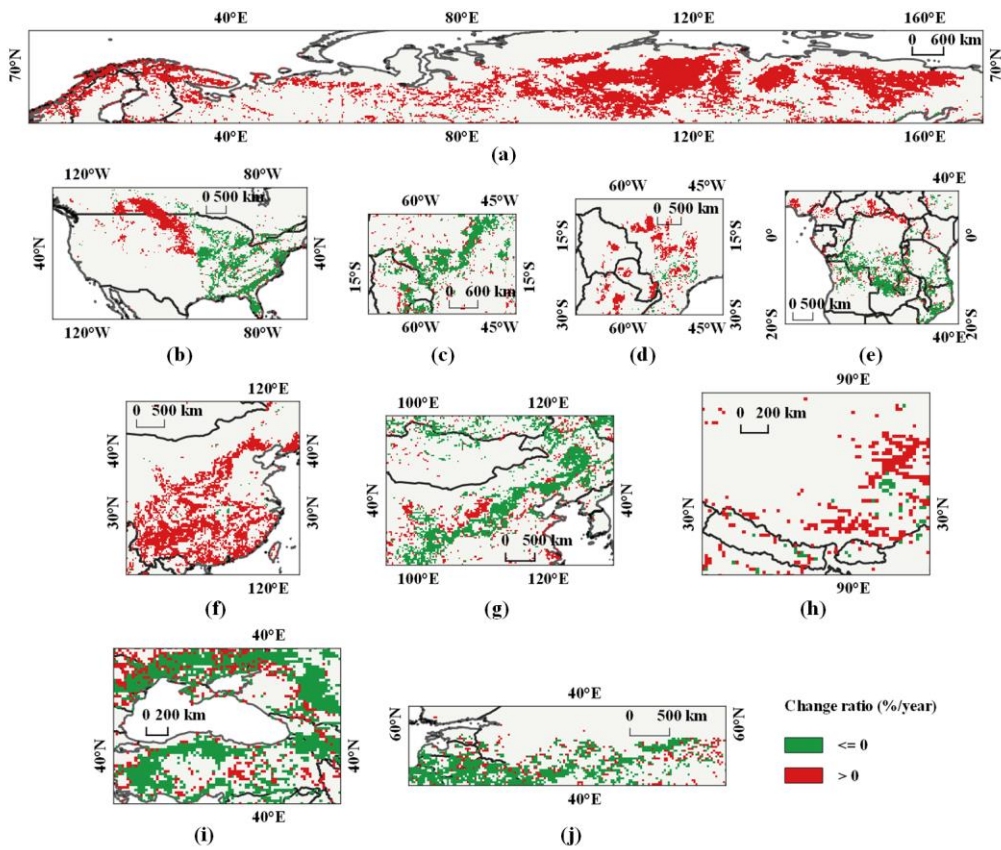 40°E 80°E 120°E 160°E
0 600 km
70°N 70°N
40°E 80°E 120°E 160°E
(a)
120°W 80°W
0 500 km
40°N 40°N
120°W 80°W
(b)
60°W 45°W
15°S 15°S
0 600 km
60°W 45°W
(c)
60°W 45°W
0 500 km
15°S 15°S
30°S 30°S
60°W 45°W
(d)
40°E
0° 0°
0 500 km
20°S 20°S
40°E
(e)
120°E
0 500 km
40°N 40°N
30°N 30°N
120°E
(f)
100°E 120°E
40°N 40°N
0 500 km
100°E 120°E
(g)
90°E
0 200 km
30°N 30°N
90°E
(h)
40°E
0 200 km
40°N 40°N
40°E
(i)
40°E
0 500 km
60°N 60°N
40°E
(j)
Change ratio (%/year)
<= 0
> 0